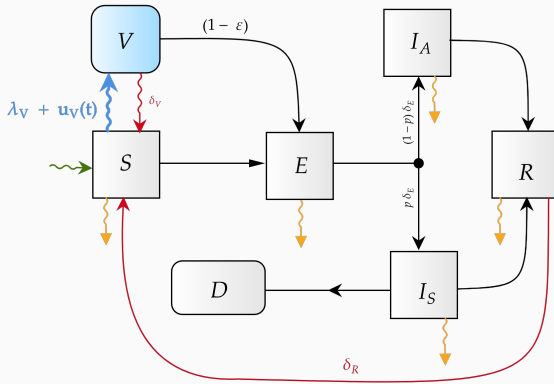 V
(1 − ε)
I_A
λ_V + u_V(t)
δ_V
(1-p) δ_E
S
E
R
p δ_E
D
I_S
δ_R